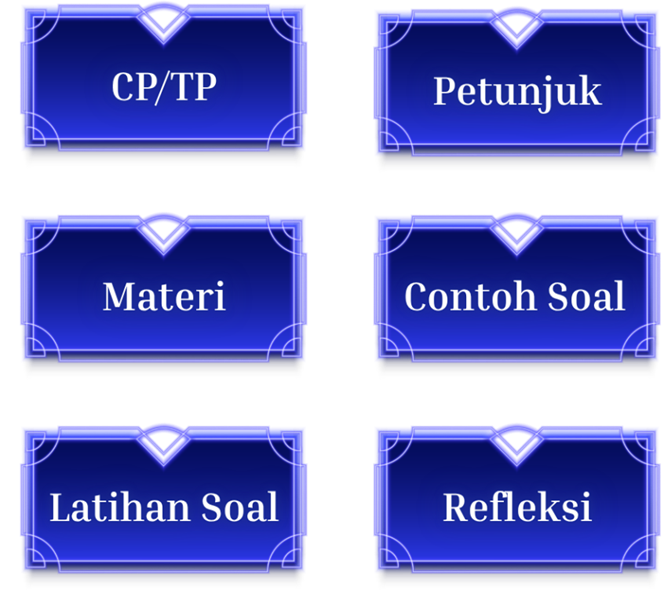 CP/TP
Petunjuk
Materi
Contoh Soal
Latihan Soal
Refleksi